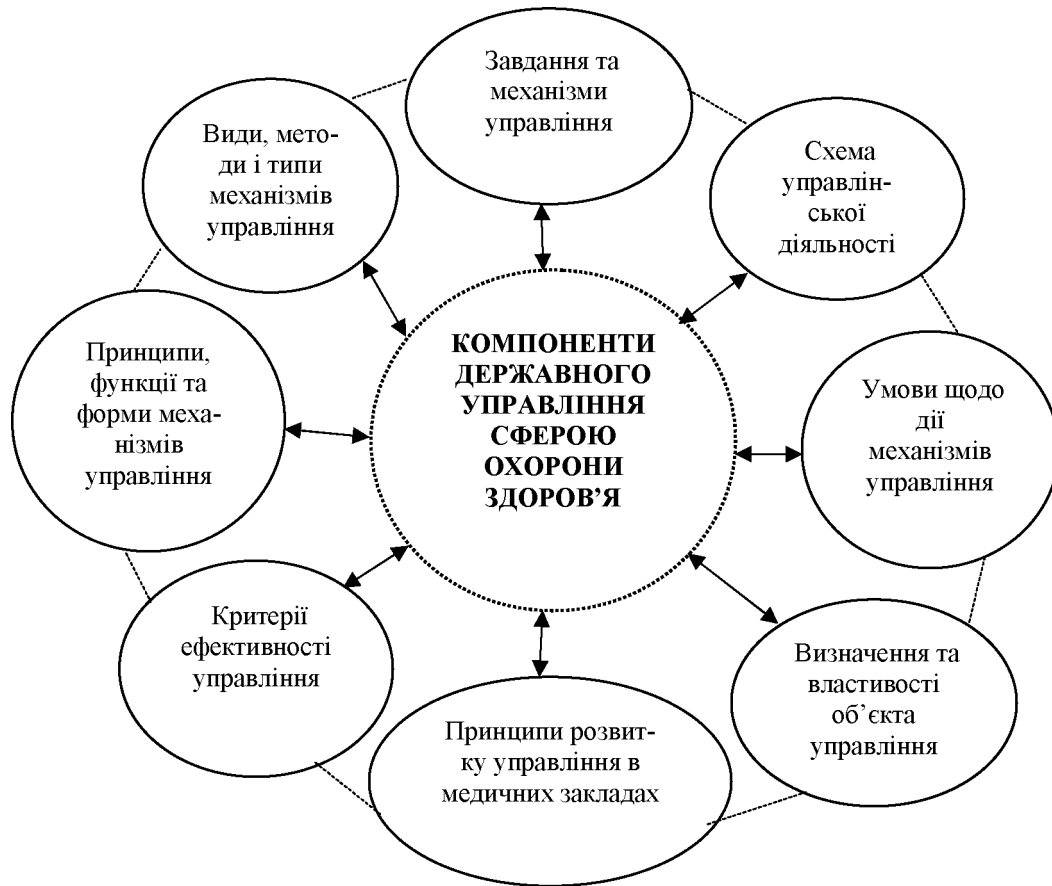 Завдання та
механізми
управління
Види, мето-
ди і типи
механізмів
управління
Схема
управлін-
ської
діяльності
Принципи,
функції та
форми меха-
нізмів
управління
КОМПОНЕНТИ
ДЕРЖАВНОГО
УПРАВЛІННЯ
СФЕРОЮ
ОХОРОНИ
ЗДОРОВ’Я
Умови щодо
дії
механізмів
управління
Критерії
ефективності
управління
Визначення та
властивості
об’єкта
управління
Принципи розвит-
ку управління в
медичних закладах